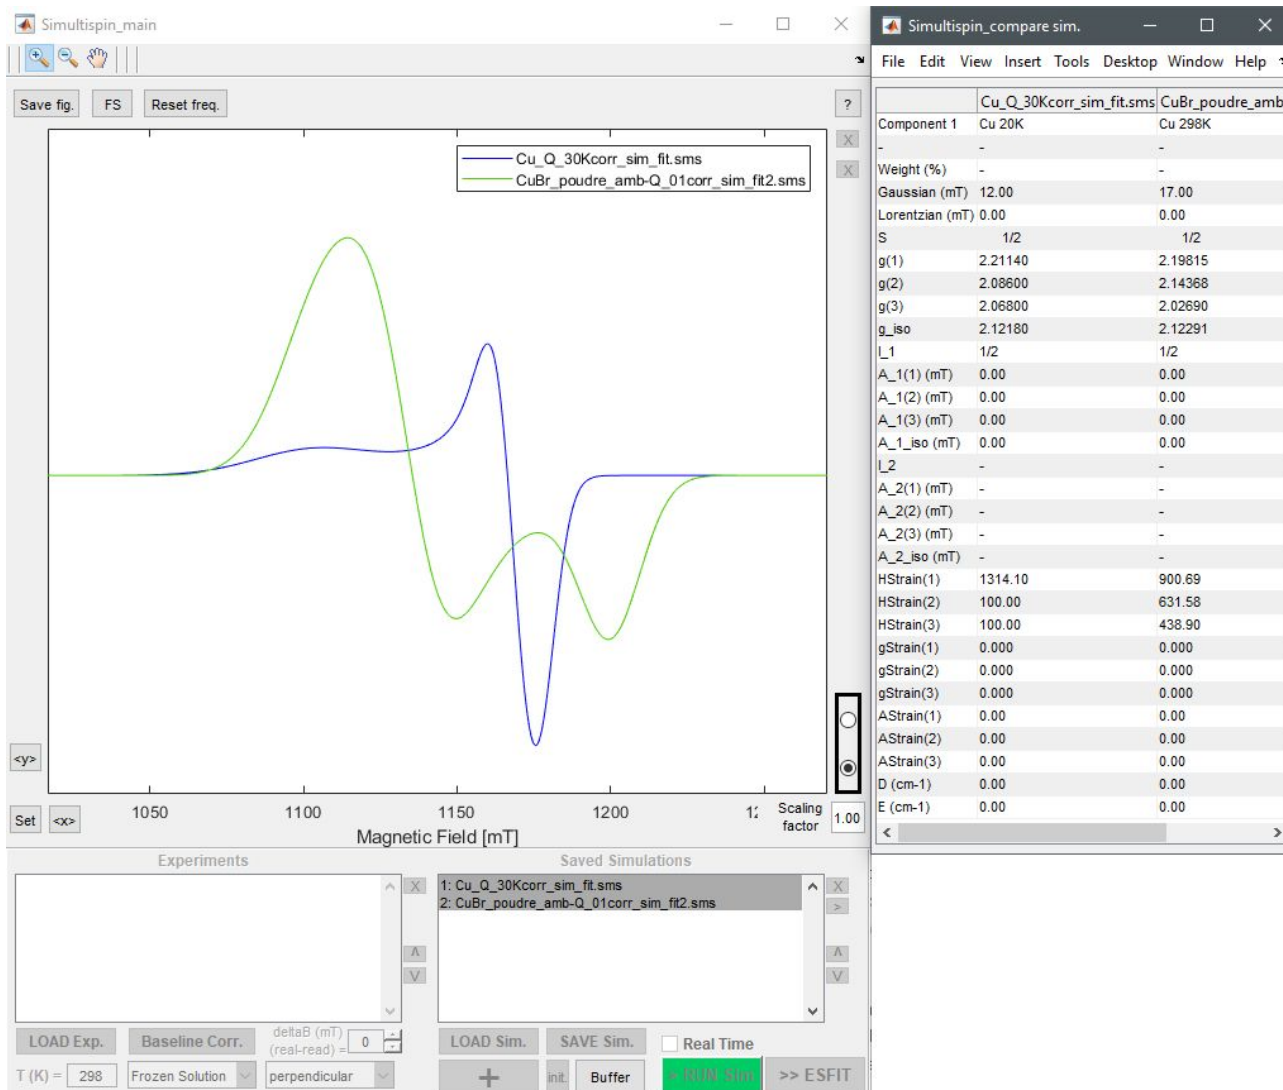 Simultispin_main
Save fig. FS Reset freq. ?
X
X
Cu_Q_30Kcorr_sim_fit.sms
CuBr_poudre_amb-Q_01corr_sim_fit2.sms
<y>
Set <x>
1050 1100 1150 1200
Magnetic Field [mT]
Scaling factor 1.00
Experiments
X
Λ
V
LOAD Exp. Baseline Corr. deltaB (mT) (real-read) = 0
T (K) = 298 Frozen Solution perpendicular
Saved Simulations
1: Cu_Q_30Kcorr_sim_fit.sms
2: CuBr_poudre_amb-Q_01corr_sim_fit2.sms
X
>
Λ
V
LOAD Sim. SAVE Sim. Real Time
+ init. Buffer RUN Sim >> ESFIT
Simultispin_compare sim.
File Edit View Insert Tools Desktop Window Help
Cu_Q_30Kcorr_sim_fit.sms CuBr_poudre_amb
Component 1 Cu 20K Cu 298K
- - -
Weight (%) - -
Gaussian (mT) 12.00 17.00
Lorentzian (mT) 0.00 0.00
S 1/2 1/2
g(1) 2.21140 2.19815
g(2) 2.08600 2.14368
g(3) 2.06800 2.02690
g_iso 2.12180 2.12291
I_1 1/2 1/2
A_1(1) (mT) 0.00 0.00
A_1(2) (mT) 0.00 0.00
A_1(3) (mT) 0.00 0.00
A_1_iso (mT) 0.00 0.00
I_2 - -
A_2(1) (mT) - -
A_2(2) (mT) - -
A_2(3) (mT) - -
A_2_iso (mT) - -
HStrain(1) 1314.10 900.69
HStrain(2) 100.00 631.58
HStrain(3) 100.00 438.90
gStrain(1) 0.000 0.000
gStrain(2) 0.000 0.000
gStrain(3) 0.000 0.000
AStrain(1) 0.00 0.00
AStrain(2) 0.00 0.00
AStrain(3) 0.00 0.00
D (cm-1) 0.00 0.00
E (cm-1) 0.00 0.00